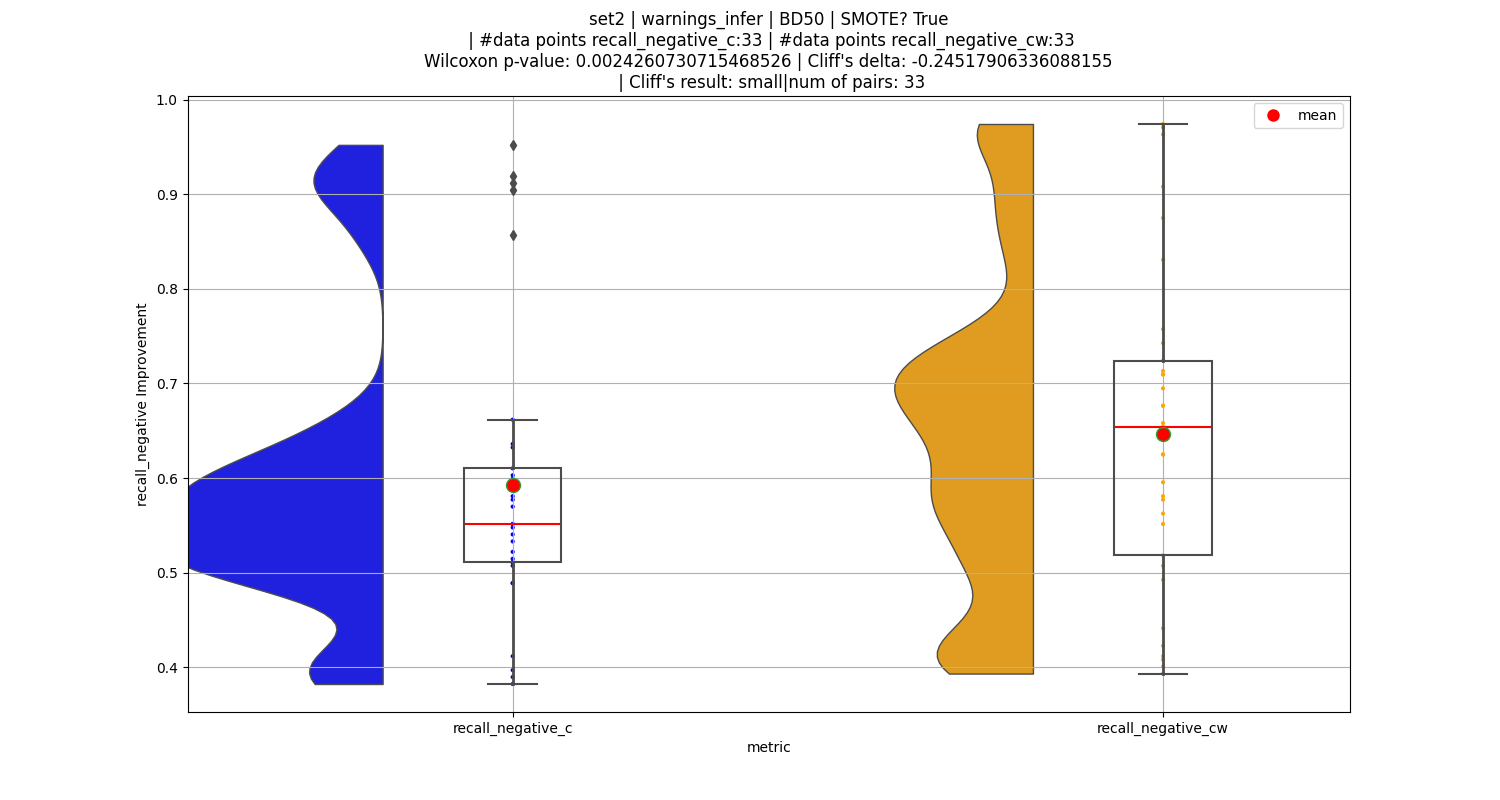 set2 | warnings_infer | BD50 | SMOTE? True
| #data points recall_negative_c:33 | #data points recall_negative_cw:33
Wilcoxon p-value: 0.0024260730715468526 | Cliff's delta: -0.24517906336088155
| Cliff's result: small|num of pairs: 33
mean
1.0
0.9
0.8
0.7
0.6
0.5
0.4
recall_negative Improvement
recall_negative_c
recall_negative_cw
metric